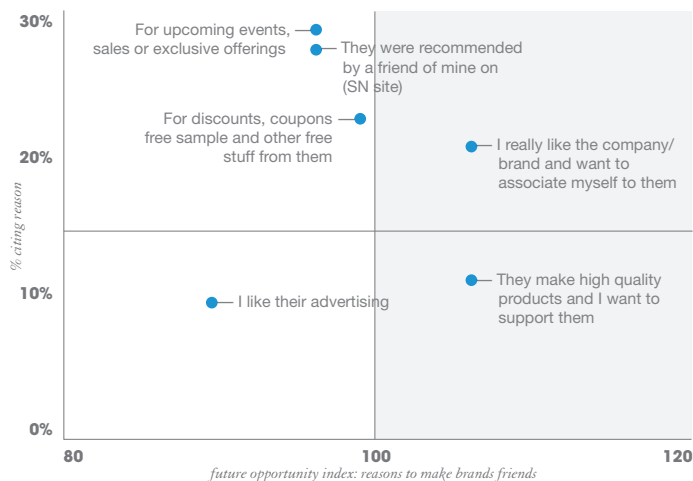 30%
For upcoming events,
sales or exclusive offerings
They were recommended
by a friend of mine on
(SN site)
For discounts, coupons
free sample and other free
stuff from them
I really like the company/
brand and want to
associate myself to them
20%
% citing reason
They make high quality
products and I want to
support them
10%
I like their advertising
0%
80
100
120
future opportunity index: reasons to make brands friends